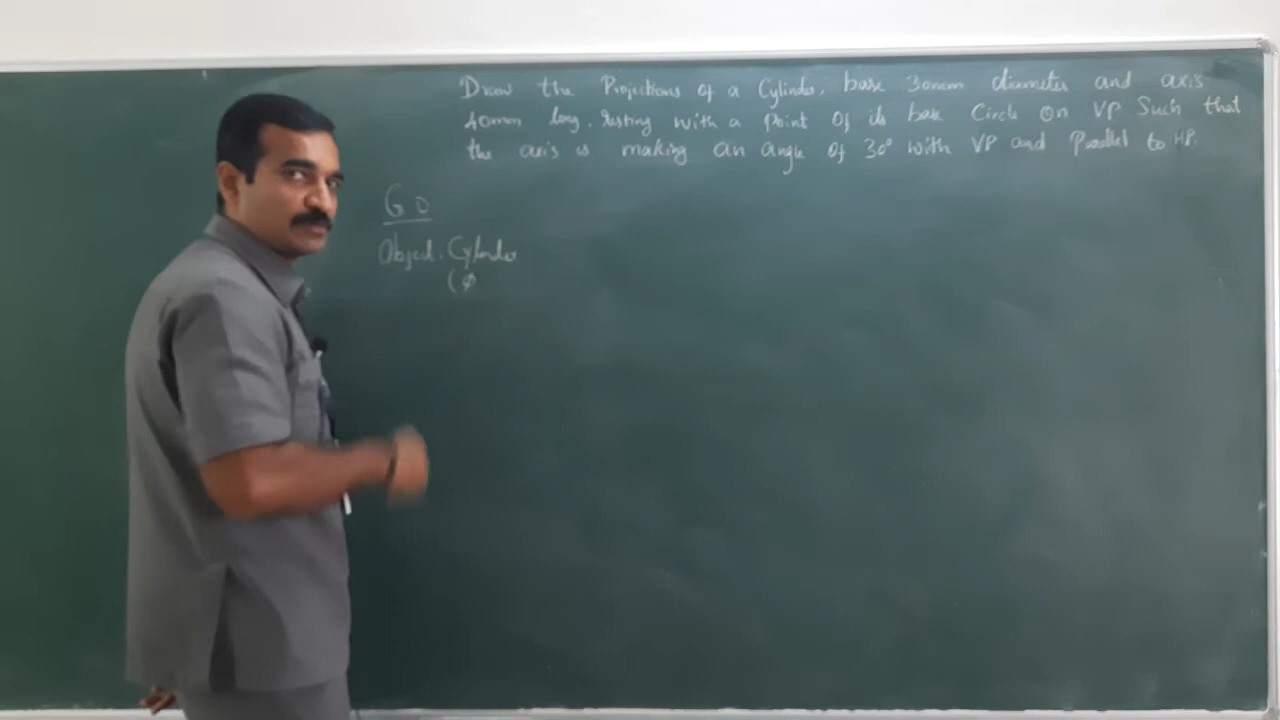 Draw the Projections of a Cylinder, base 30mm diameter and axis
40mm long, resting with a point of its base Circle on VP Such that
the axis is making an angle of 30° with VP and Parallel to HP.
G D
Object. Cylinder
(ϕ